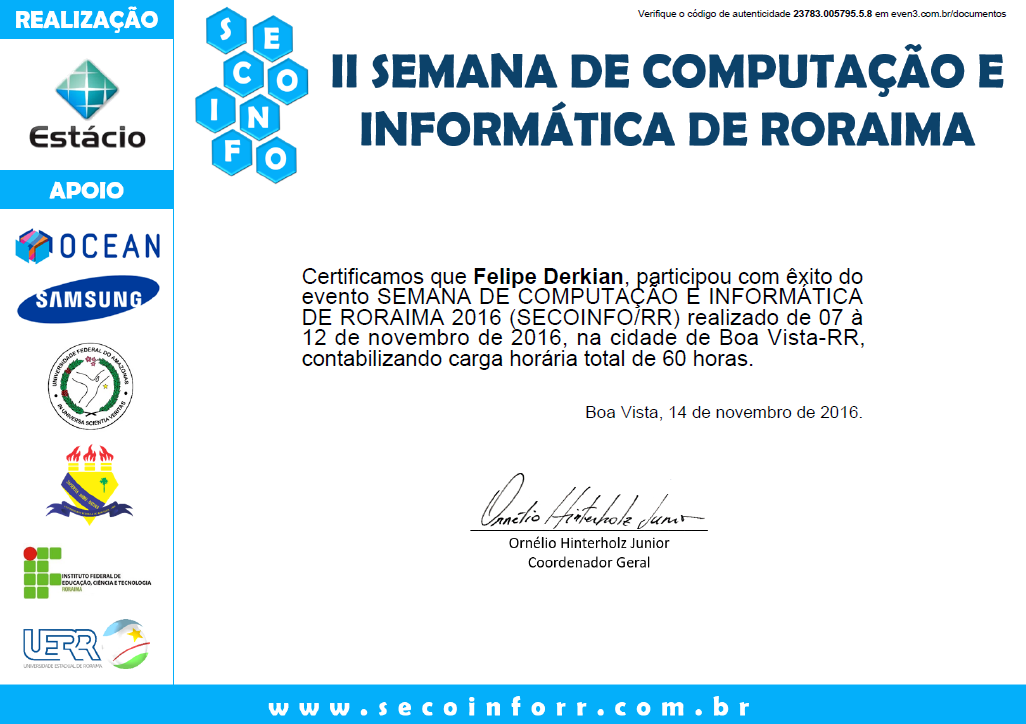 REALIZAÇÃO
Estácio
APOIO
OCEAN
SAMSUNG
UNIVERSIDADE FEDERAL DO AMAZONAS
IN UNIVERSA SCIENTIA VERITAS
INSTITUTO FEDERAL DE
EDUCAÇÃO, CIÊNCIA E TECNOLOGIA
RORAIMA
UERR
UNIVERSIDADE ESTADUAL DE RORAIMA
SECOINFO
Verifique o código de autenticidade 23783.005795.5.8 em even3.com.br/documentos
II SEMANA DE COMPUTAÇÃO E
INFORMÁTICA DE RORAIMA
Certificamos que Felipe Derkian, participou com êxito do
evento SEMANA DE COMPUTAÇÃO E INFORMÁTICA
DE RORAIMA 2016 (SECOINFO/RR) realizado de 07 à
12 de novembro de 2016, na cidade de Boa Vista-RR,
contabilizando carga horária total de 60 horas.
Boa Vista, 14 de novembro de 2016.
Ornélio Hinterholz Junior
Ornélio Hinterholz Junior
Coordenador Geral
www.secoinforr.com.br